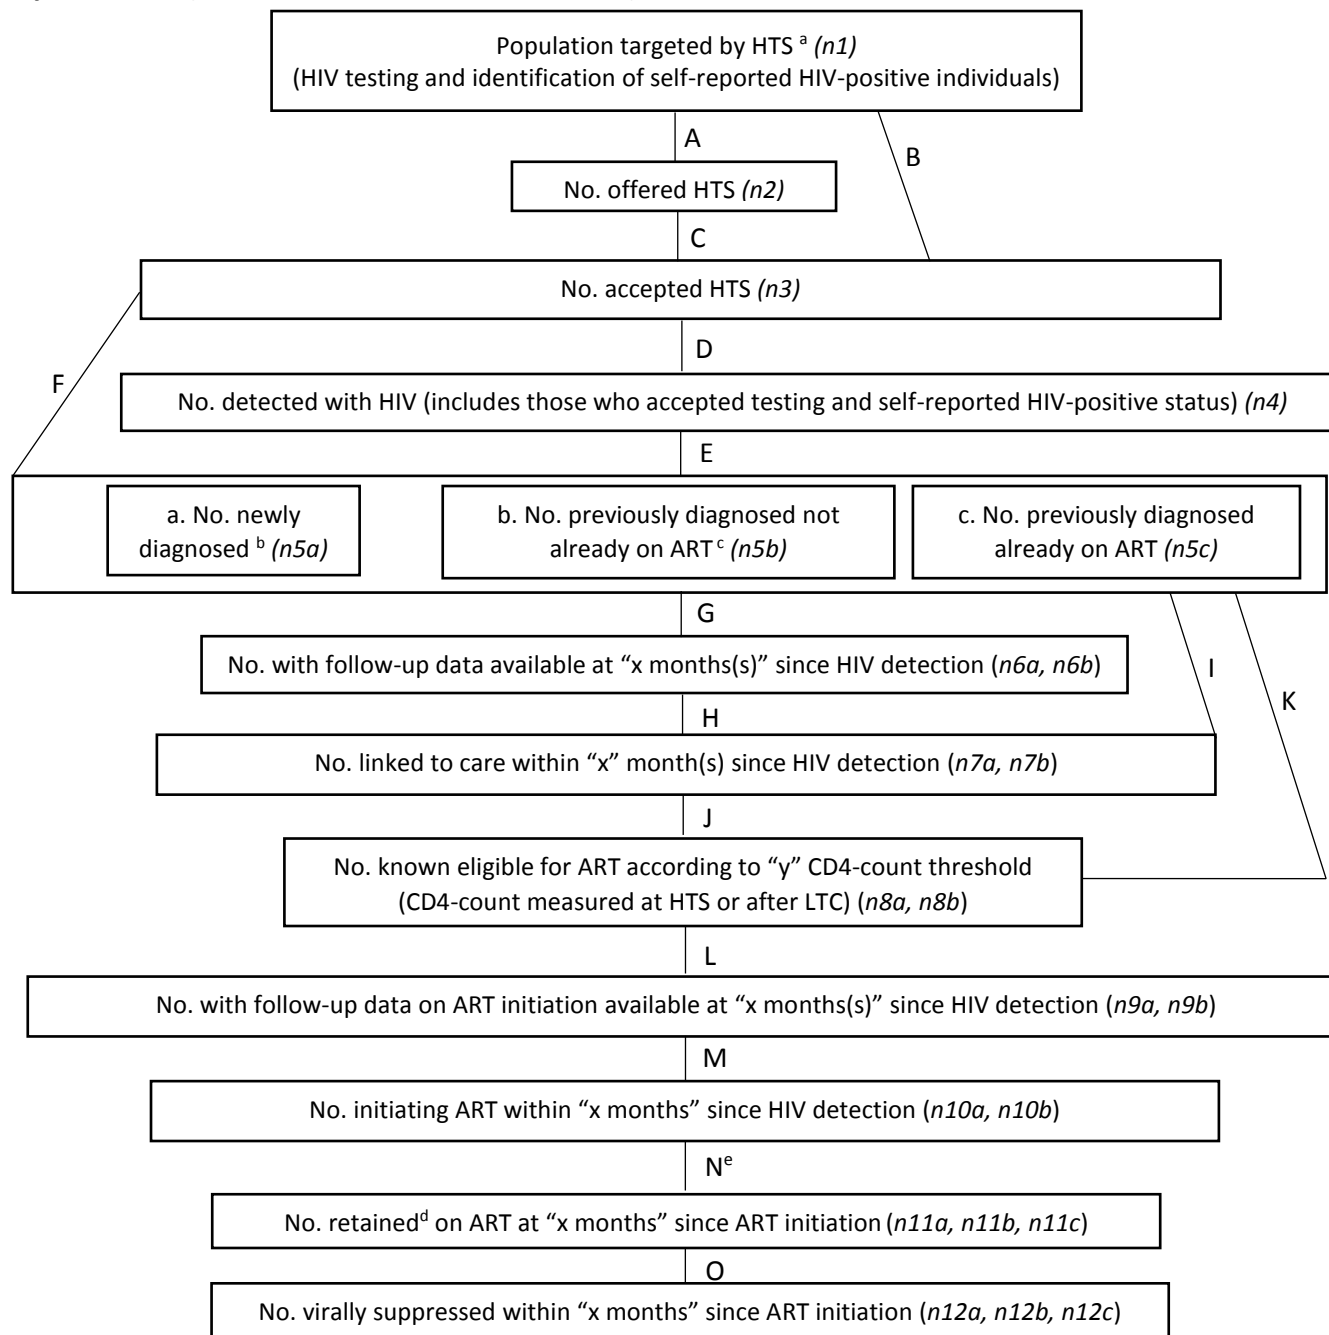 Population targeted by HTS a (n1)
(HIV testing and identification of self-reported HIV-positive individuals)
A
B
No. offered HTS (n2)
C
No. accepted HTS (n3)
D
F
No. detected with HIV (includes those who accepted testing and self-reported HIV-positive status) (n4)
E
a. No. newly
diagnosed b (n5a)
b. No. previously diagnosed not
already on ART c (n5b)
c. No. previously diagnosed
already on ART (n5c)
G
No. with follow-up data available at “x months(s)” since HIV detection (n6a, n6b)
I
K
H
No. linked to care within “x” month(s) since HIV detection (n7a, n7b)
J
No. known eligible for ART according to “y” CD4-count threshold
(CD4-count measured at HTS or after LTC) (n8a, n8b)
L
No. with follow-up data on ART initiation available at “x months(s)” since HIV detection (n9a, n9b)
M
No. initiating ART within “x months” since HIV detection (n10a, n10b)
Ne
No. retainedd on ART at “x months” since ART initiation (n11a, n11b, n11c)
O
No. virally suppressed within “x months” since ART initiation (n12a, n12b, n12c)